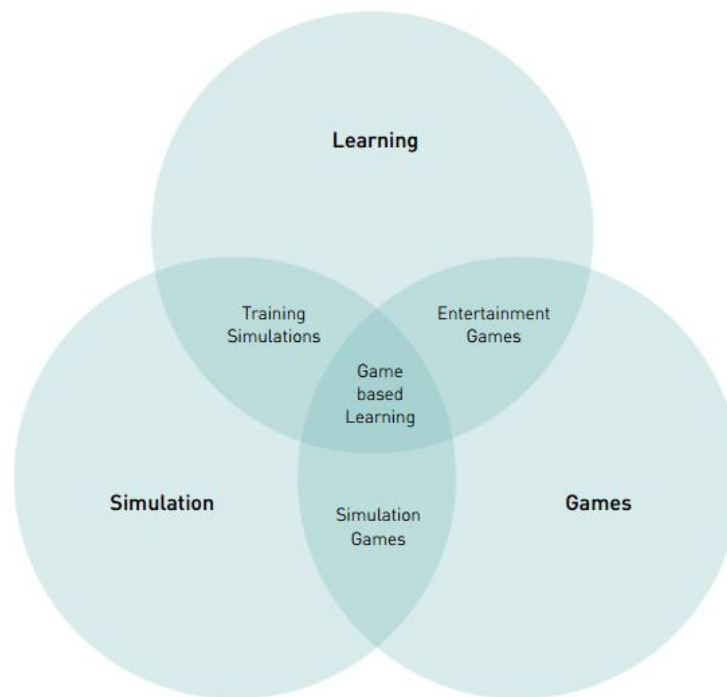 Learning
Training
Simulations
Entertainment
Games
Game
based
Learning
Simulation
Games
Simulation
Games